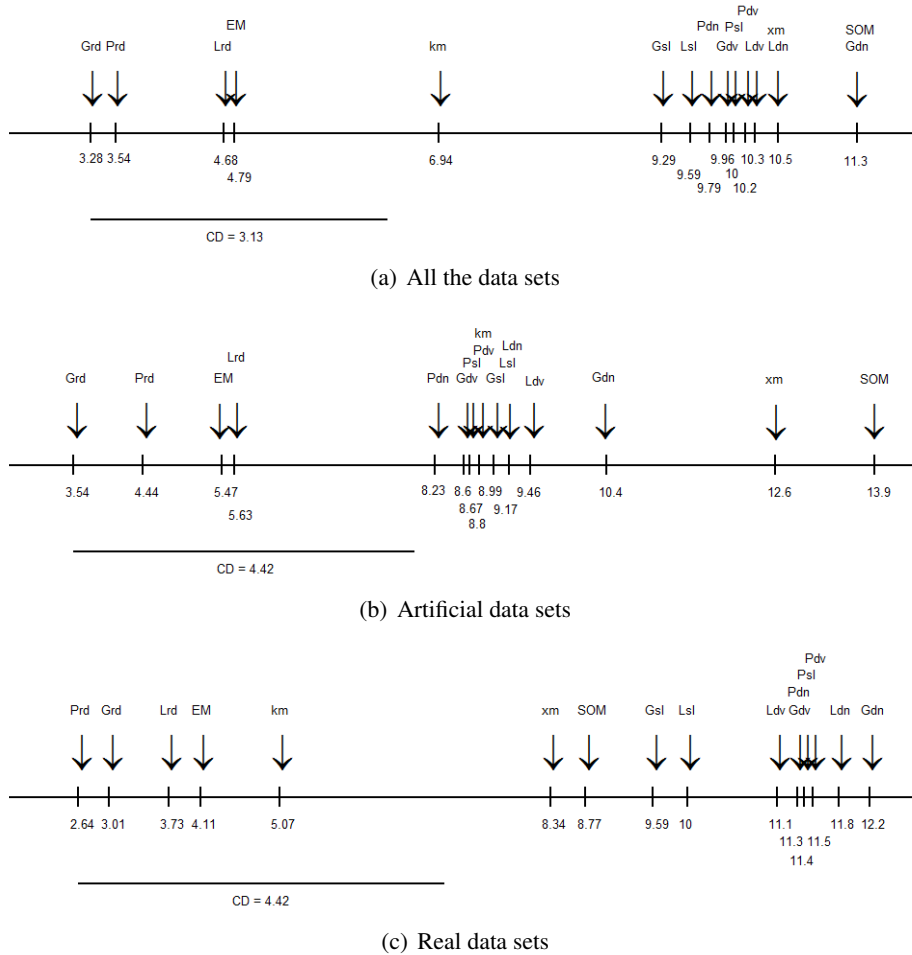 Pdv
EM Pdn Psl xm SOM
Grd Prd Lrd km Gsl Lsl Gdv Ldv Ldn Gdn
3.28 3.54 4.68 6.94 9.29 9.96 10.3 10.5 11.3
4.79 9.59 10
9.79 10.2
CD = 3.13
(a) All the data sets
km
Lrd Pdv Ldn
Psl Lsl
Grd Prd EM Pdn Gdv Gsl Ldv Gdn xm SOM
3.54 4.44 5.47 8.23 8.6 8.99 9.46 10.4 12.6 13.9
5.63 8.67 9.17
8.8
CD = 4.42
(b) Artificial data sets
Pdv
Psl
Pdn
Prd Grd Lrd EM km xm SOM Gsl Lsl Ldv Gdv Ldn Gdn
2.64 3.01 3.73 4.11 5.07 8.34 8.77 9.59 10 11.1 11.5 11.8 12.2
11.3
11.4
CD = 4.42
(c) Real data sets